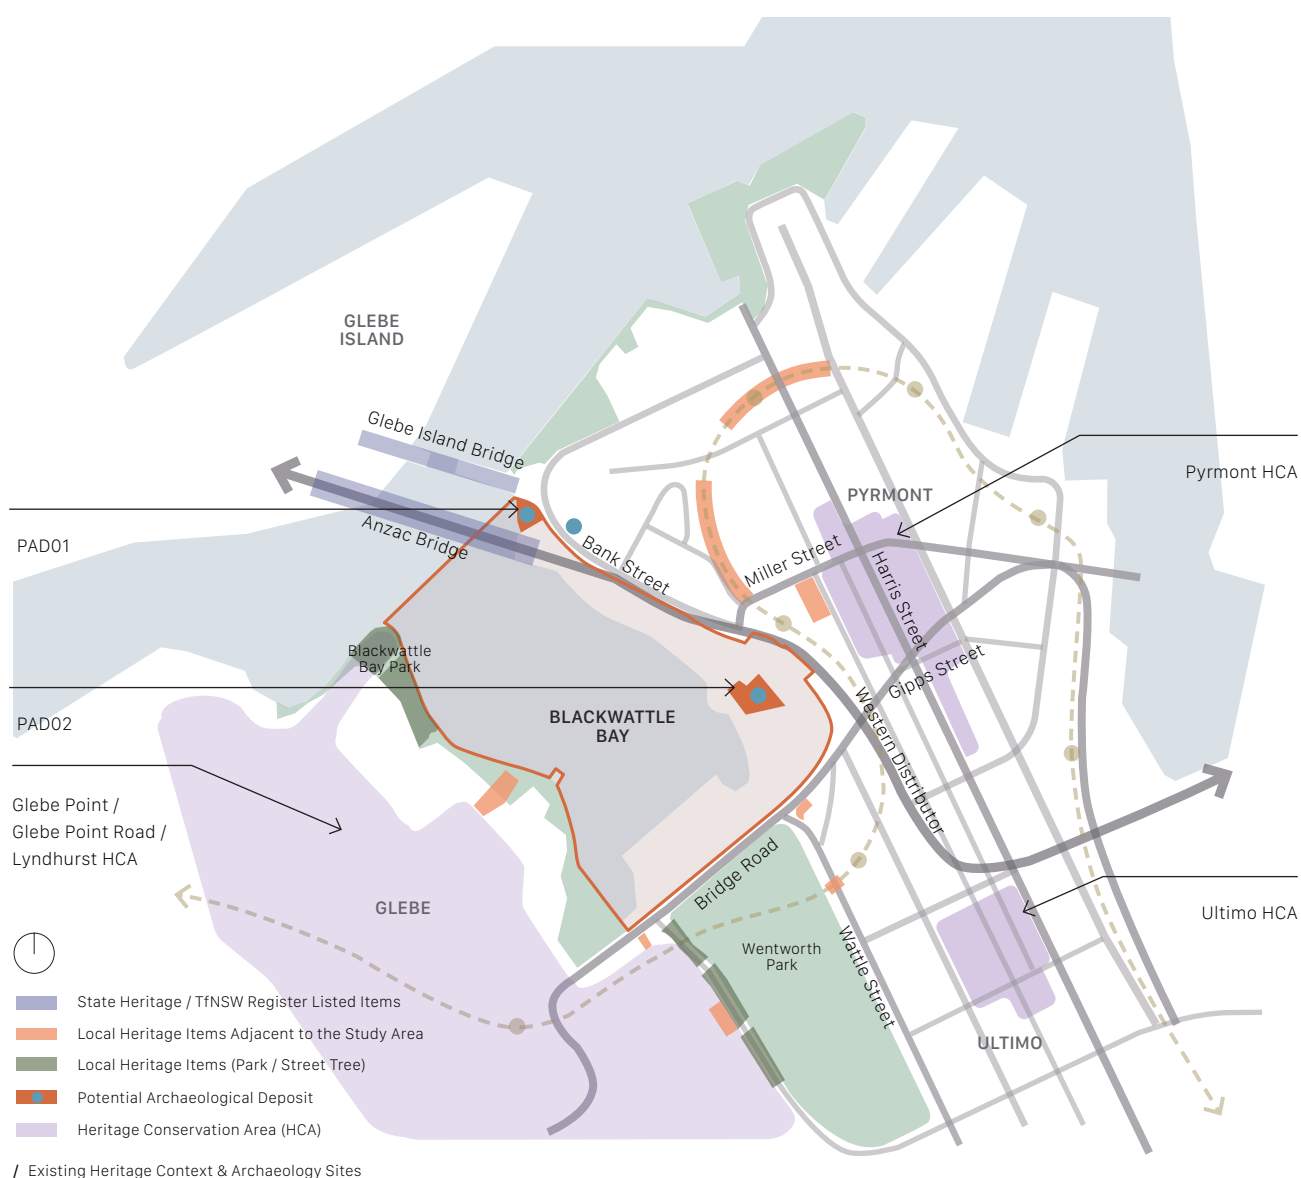 GLEBE
ISLAND
Glebe Island Bridge
Anzac Bridge
PAD01
Bank Street
PYRMONT
Pyrmont HCA
Miller Street
Harris Street
Gipps Street
Blackwattle
Bay Park
PAD02
BLACKWATTLE
BAY
Western Distributor
Glebe Point /
Glebe Point Road /
Lyndhurst HCA
GLEBE
Bridge Road
Wentworth
Park
Wattle Street
Ultimo HCA
ULTIMO
State Heritage / TfNSW Register Listed Items
Local Heritage Items Adjacent to the Study Area
Local Heritage Items (Park / Street Tree)
Potential Archaeological Deposit
Heritage Conservation Area (HCA)
/ Existing Heritage Context & Archaeology Sites